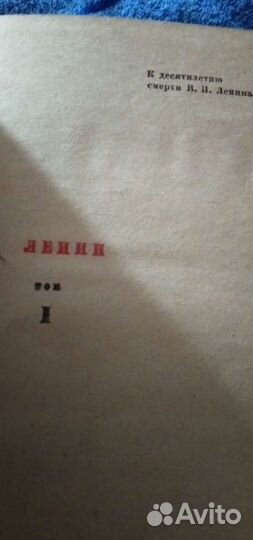 К десятилетию
смерти В. И. Ленина
ЛЕНИН
том
I
Avito